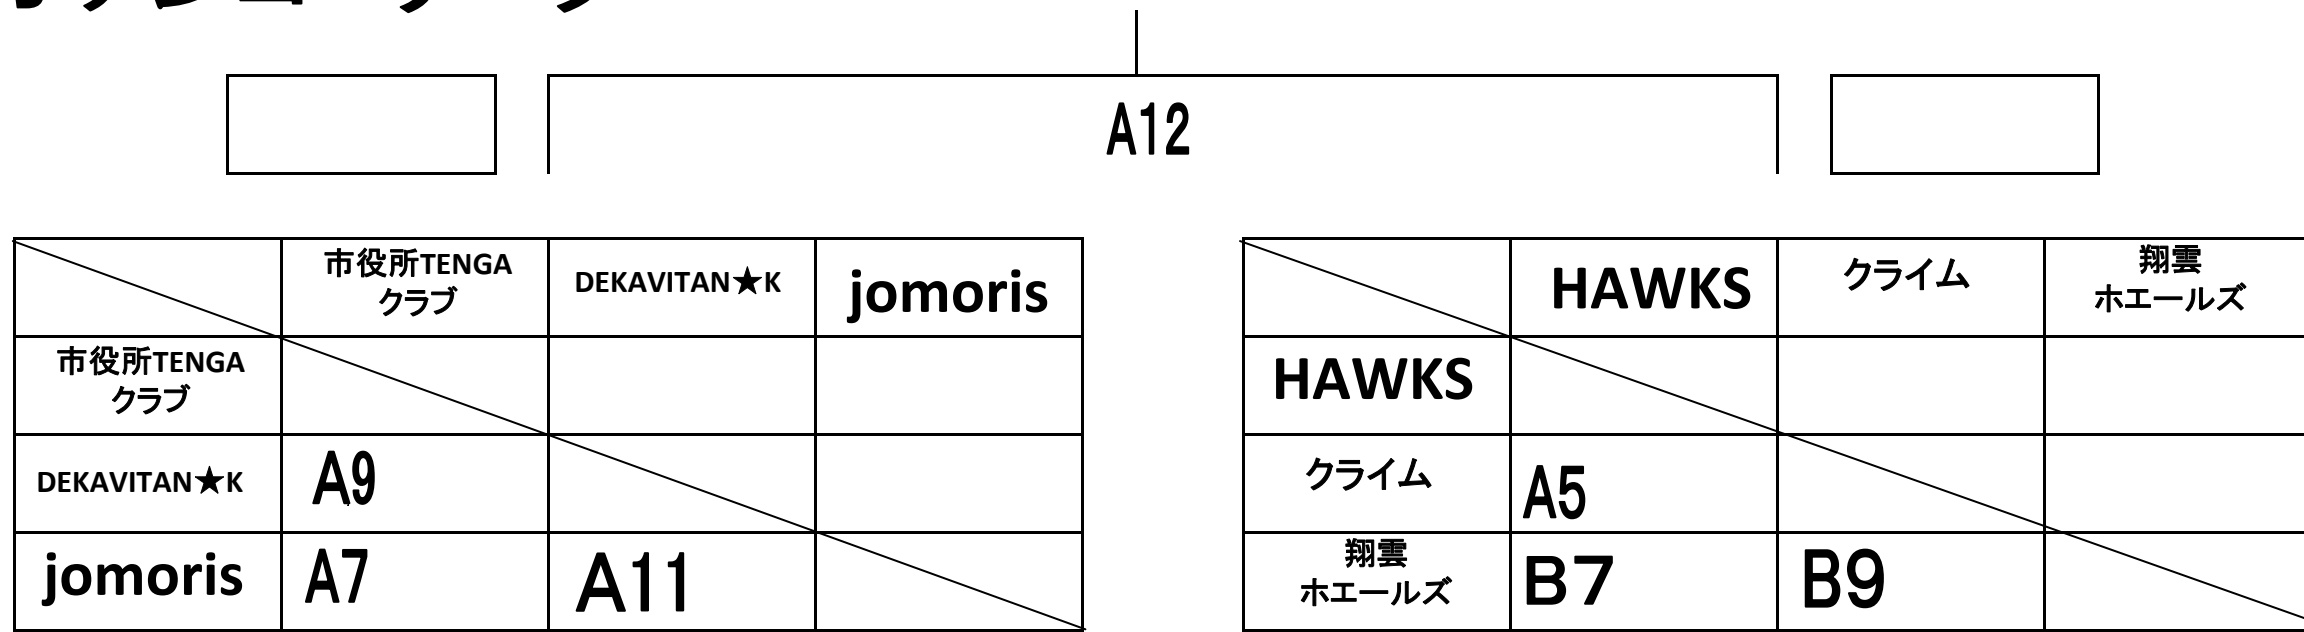 A12
市役所TENGA
クラブ
DEKAVITAN★K
jomoris
市役所TENGA
クラブ
DEKAVITAN★K
A9
jomoris
A7
A11
HAWKS
クライム
翔雲
ホエールズ
HAWKS
クライム
A5
翔雲
ホエールズ
B7
B9